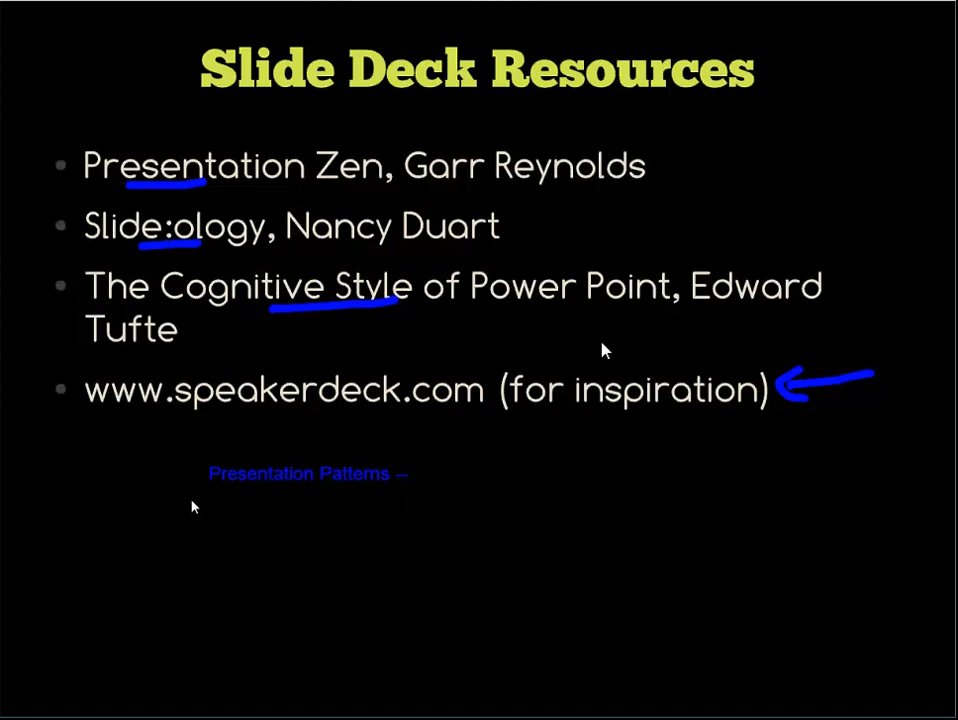 Slide Deck Resources
• Presentation Zen, Garr Reynolds
• Slide:ology, Nancy Duart
• The Cognitive Style of Power Point, Edward
Tufte
• www.speakerdeck.com (for inspiration)
Presentation Patterns –